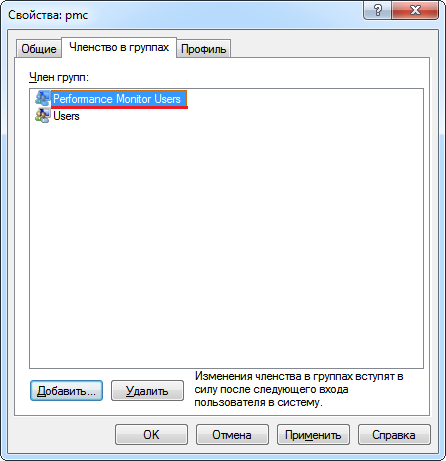 Свойства: pmc
Общие Членство в группах Профиль
Член групп:
Performance Monitor Users
Users
Добавить... Удалить
Изменения членства в группах вступят в
силу после следующего входа
пользователя в систему.
OK Отмена Применить Справка